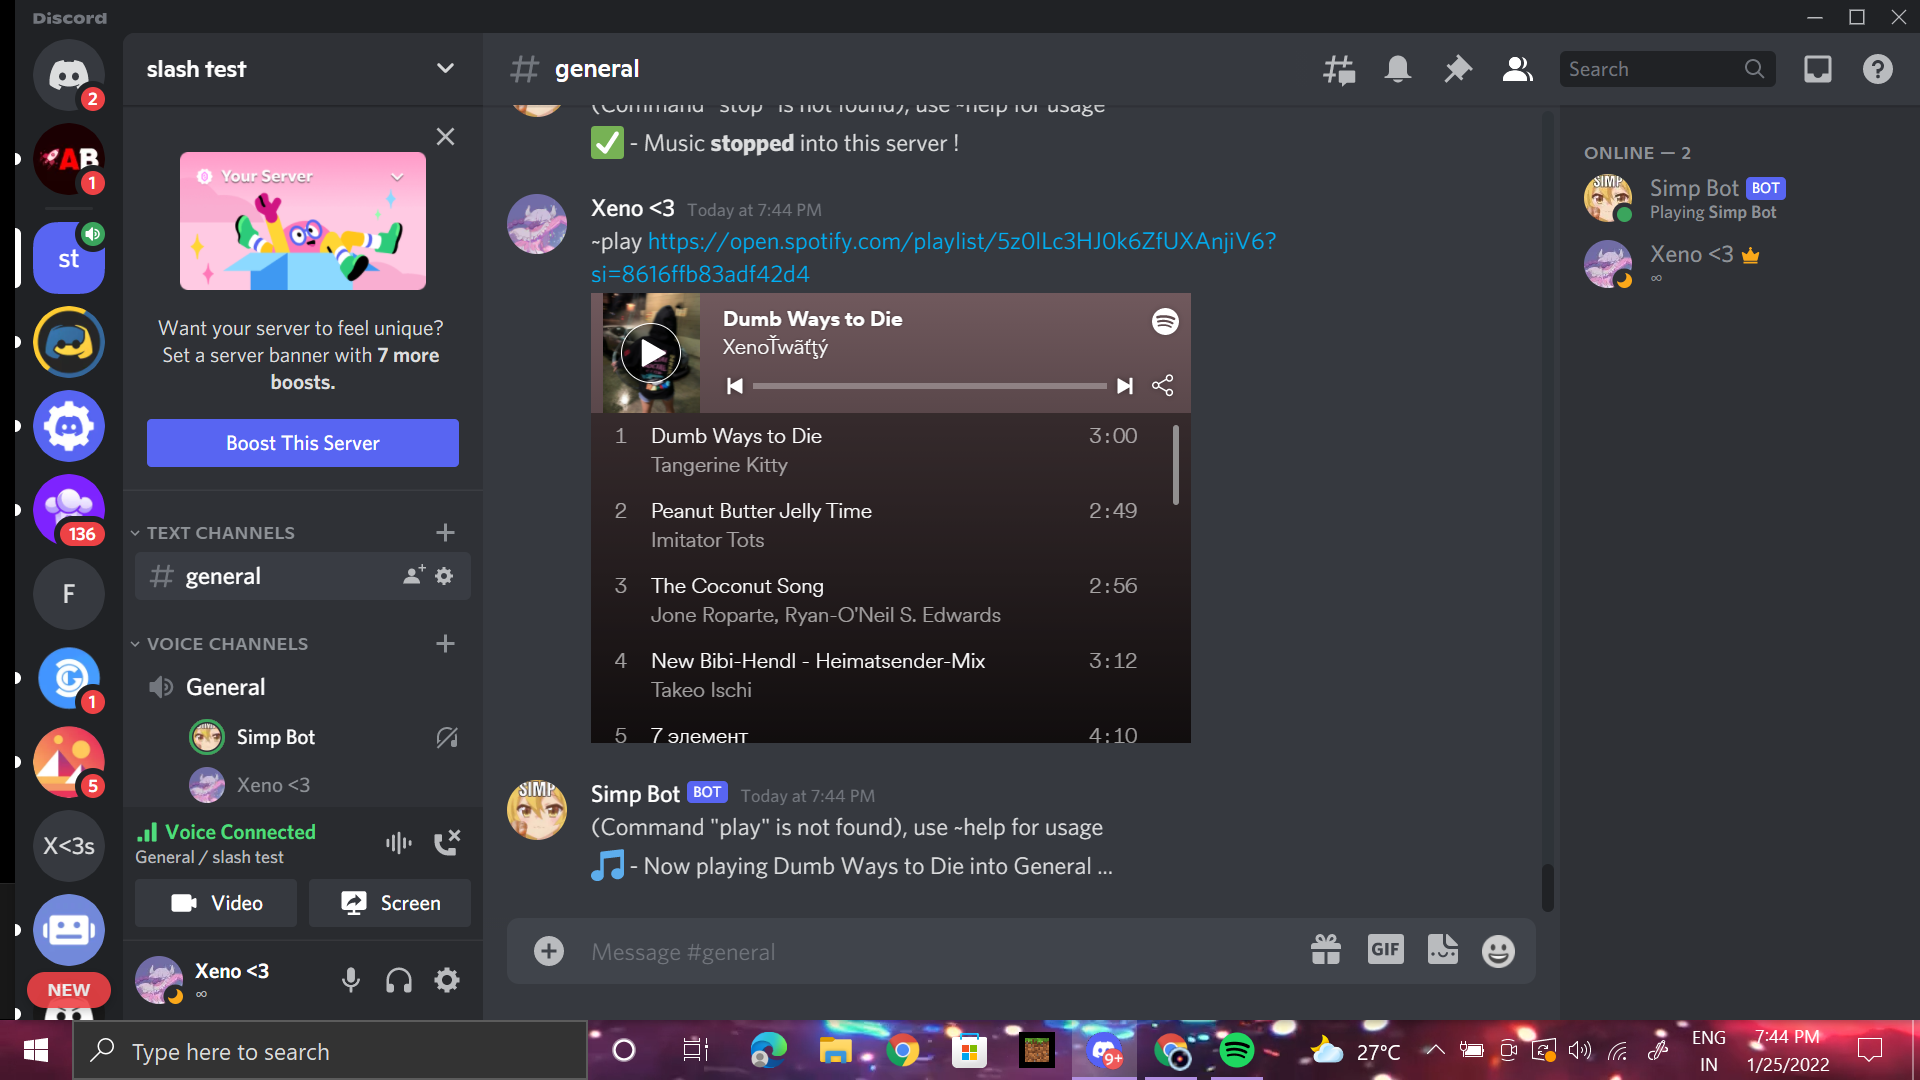 Discord
2
slash test
general
Search
AB
1
Your Server
(Command "stop" is not found), use ~help for usage
- Music stopped into this server !
ONLINE — 2
SIMP
Simp Bot BOT
Playing Simp Bot
Xeno <3 Today at 7:44 PM
~play https://open.spotify.com/playlist/5z0lLc3HJ0k6ZfUXAnjiV6?
si=8616ffb83adf42d4
Xeno <3
∞
st
Want your server to feel unique?
Set a server banner with 7 more
boosts.
Boost This Server
Dumb Ways to Die
XenoŤwãťţý
1 Dumb Ways to Die 3:00
Tangerine Kitty
2 Peanut Butter Jelly Time 2:49
Imitator Tots
3 The Coconut Song 2:56
Jone Roparte, Ryan-O'Neil S. Edwards
4 New Bibi-Hendl - Heimatsender-Mix 3:12
Takeo Ischi
5 7 элемент 4:10
136
TEXT CHANNELS
general
F
VOICE CHANNELS
General
1
Simp Bot
Xeno <3
5
SIMP
Simp Bot BOT Today at 7:44 PM
(Command "play" is not found), use ~help for usage
- Now playing Dumb Ways to Die into General ...
X<3s
Voice Connected
General / slash test
Video
Screen
Message #general
GIF
NEW
Xeno <3
∞
Type here to search
9+
27°C
ENG
IN
7:44 PM
1/25/2022